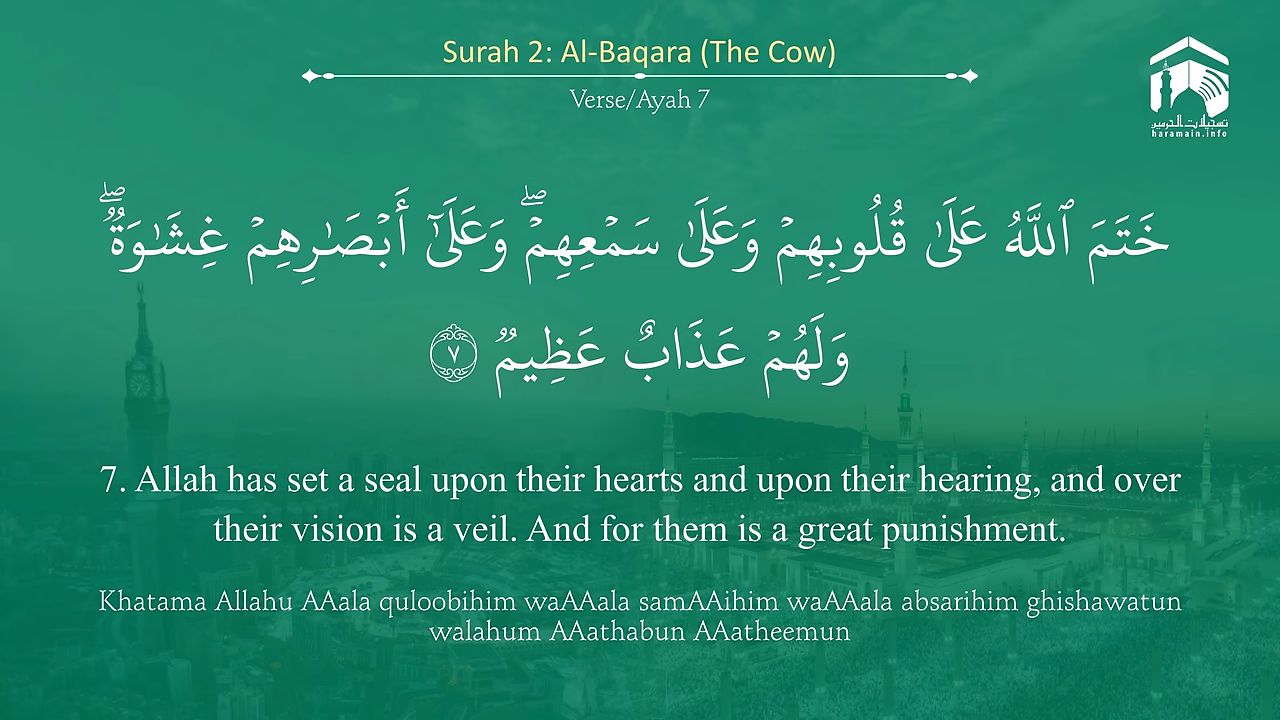 Surah 2: Al-Baqara (The Cow)
Verse/Ayah 7
تسجيلات الحرمين
haramain.info
خَتَمَ ٱللَّهُ عَلَىٰ قُلُوبِهِمۡ وَعَلَىٰ سَمۡعِهِمۡۖ وَعَلَىٰٓ أَبۡصَٰرِهِمۡ غِشَٰوَةٞۖ
وَلَهُمۡ عَذَابٌ عَظِيمٞ ٧
7. Allah has set a seal upon their hearts and upon their hearing, and over
their vision is a veil. And for them is a great punishment.
Khatama Allahu AAala quloobihim waAAala samAAihim waAAala absarihim ghishawatun
walahum AAathabun AAatheemun